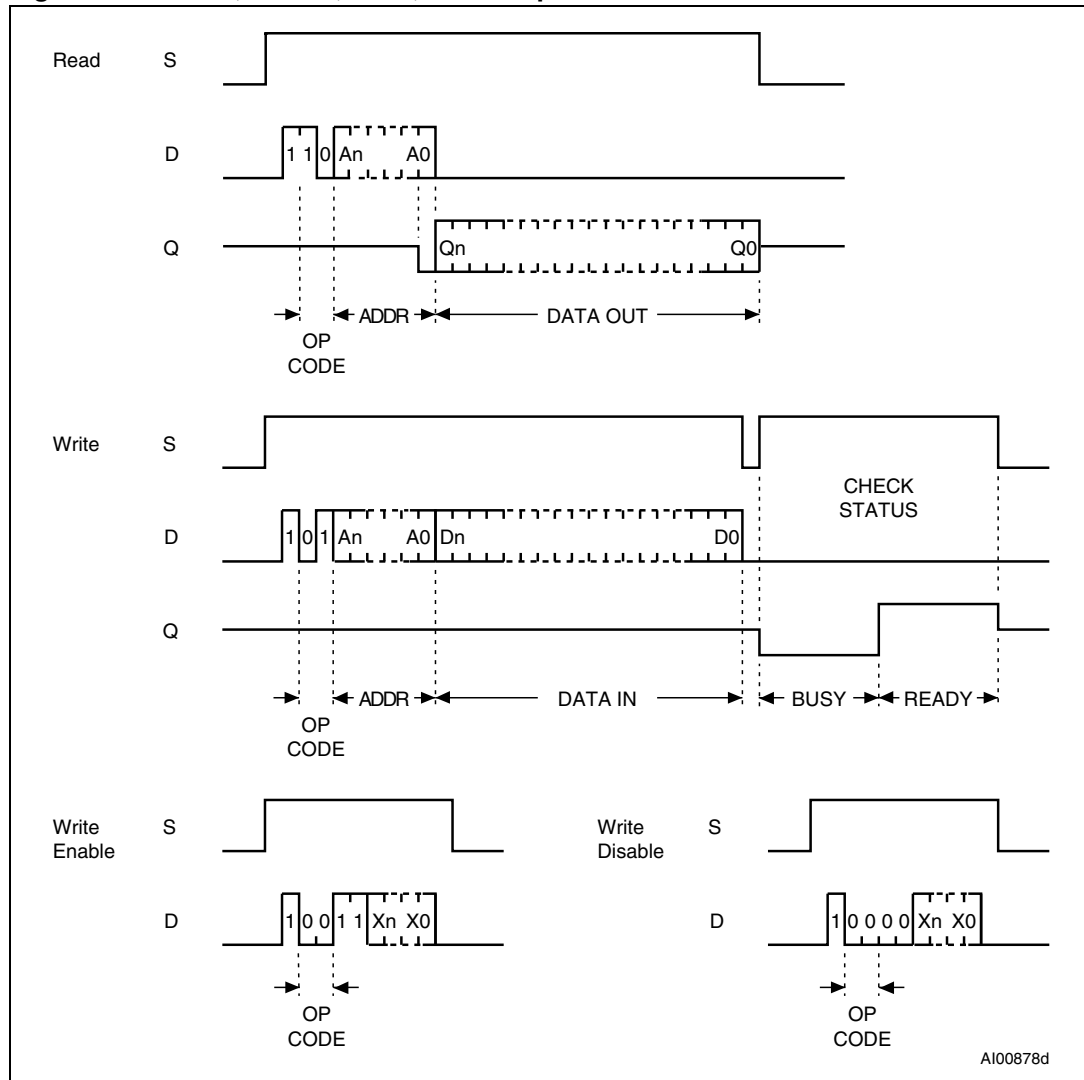 Read S
D 1 1 0 An A0
Q Qn Q0
ADDR DATA OUT
OP
CODE
Write S
CHECK
STATUS
D 1 0 1 An A0 Dn D0
Q
ADDR DATA IN BUSY READY
OP
CODE
Write
Enable
S
D 1 0 0 1 1 Xn X0
OP
CODE
Write
Disable
S
D 1 0 0 0 0 Xn X0
OP
CODE
AI00878d